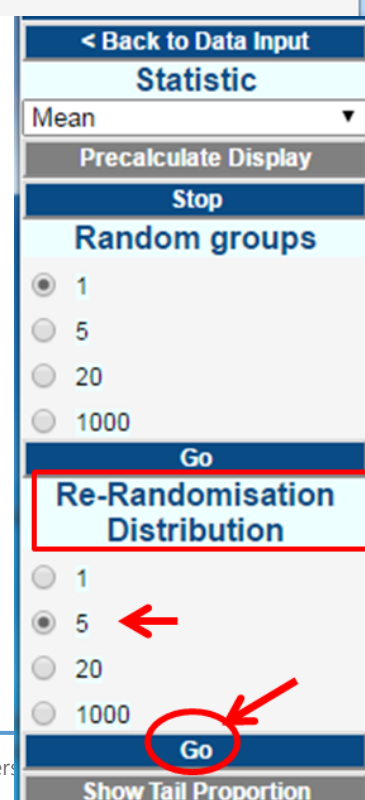 < Back to Data Input
Statistic
Mean
Precalculate Display
Stop
Random groups
1
5
20
1000
Go
Re-Randomisation
Distribution
1
5
20
1000
Go
Show Tail Proportion